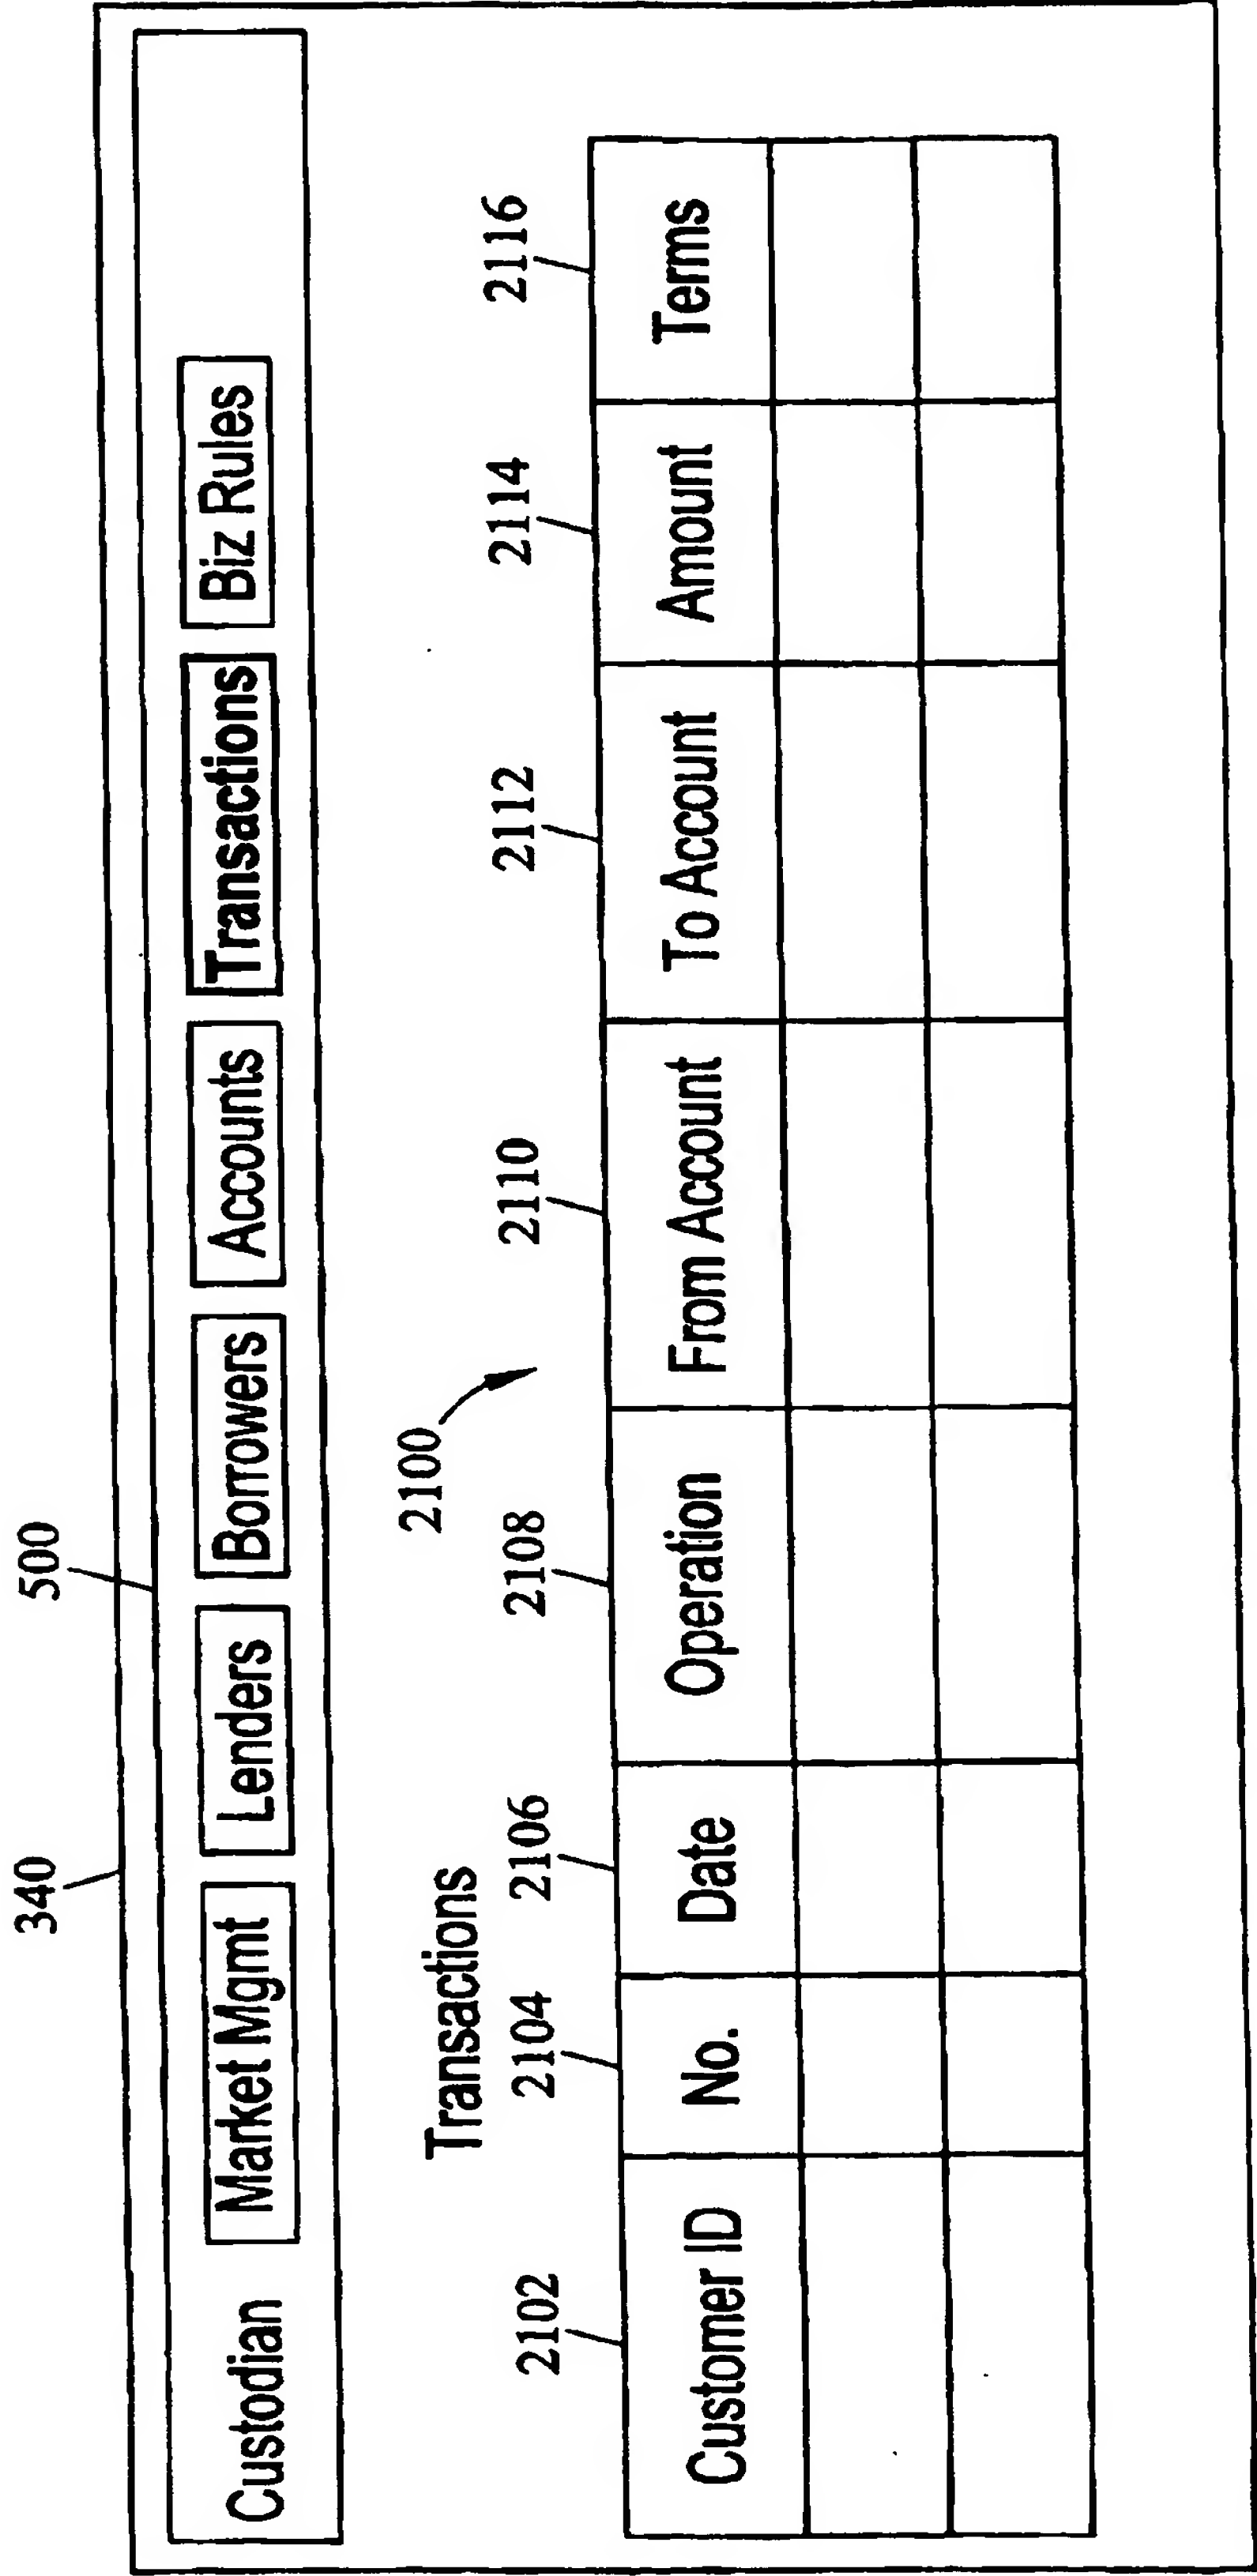 340 500
Custodian Market Mgmt Lenders Borrowers Accounts Transactions Biz Rules
Transactions 2100
2102 2104 2106 2108 2110 2112 2114 2116
Customer ID No. Date Operation From Account To Account Amount Terms